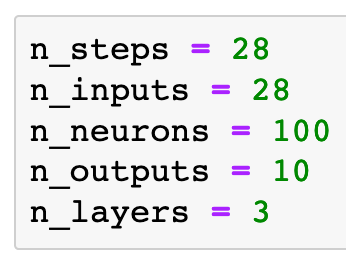 n_steps = 28
n_inputs = 28
n_neurons = 100
n_outputs = 10
n_layers = 3